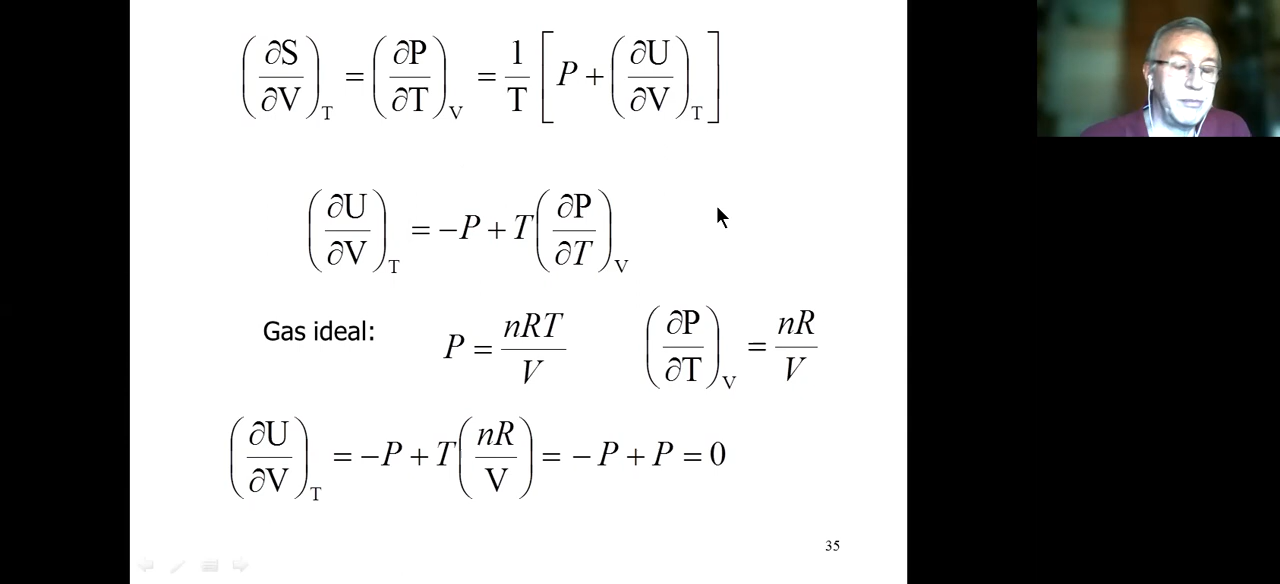 (∂S/∂V)_T = (∂P/∂T)_V = 1/T [P + (∂U/∂V)_T]
(∂U/∂V)_T = −P + T(∂P/∂T)_V
Gas ideal: P = nRT/V (∂P/∂T)_V = nR/V
(∂U/∂V)_T = −P + T(nR/V) = −P + P = 0
35